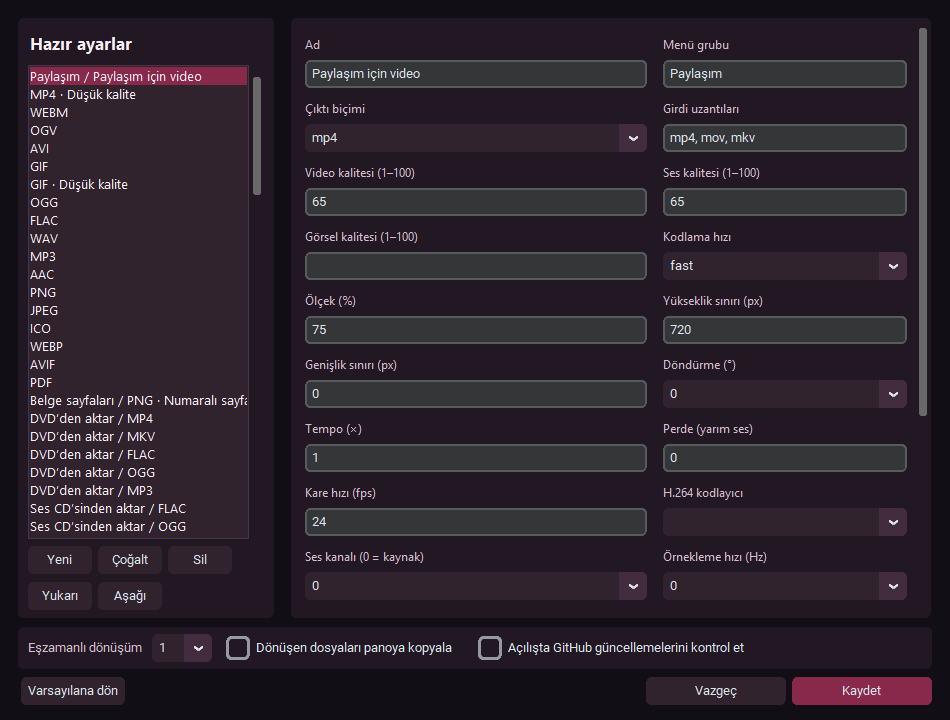 Hazır ayarlar
Paylaşım / Paylaşım için video
MP4 · Düşük kalite
WEBM
OGV
AVI
GIF
GIF · Düşük kalite
OGG
FLAC
WAV
MP3
AAC
PNG
JPEG
ICO
WEBP
AVIF
PDF
Belge sayfaları / PNG · Numaralı sayfa
DVD'den aktar / MP4
DVD'den aktar / MKV
DVD'den aktar / FLAC
DVD'den aktar / OGG
DVD'den aktar / MP3
Ses CD'sinden aktar / FLAC
Ses CD'sinden aktar / OGG
Yeni Çoğalt Sil
Yukarı Aşağı
Ad Menü grubu
Paylaşım için video Paylaşım
Çıktı biçimi Girdi uzantıları
mp4 mp4, mov, mkv
Video kalitesi (1–100) Ses kalitesi (1–100)
65 65
Görsel kalitesi (1–100) Kodlama hızı
fast
Ölçek (%) Yükseklik sınırı (px)
75 720
Genişlik sınırı (px) Döndürme (°)
0 0
Tempo (×) Perde (yarım ses)
1 0
Kare hızı (fps) H.264 kodlayıcı
24
Ses kanalı (0 = kaynak) Örnekleme hızı (Hz)
0 0
Eşzamanlı dönüşüm 1 Dönüşen dosyaları panoya kopyala Açılışta GitHub güncellemelerini kontrol et
Varsayılana dön Vazgeç Kaydet